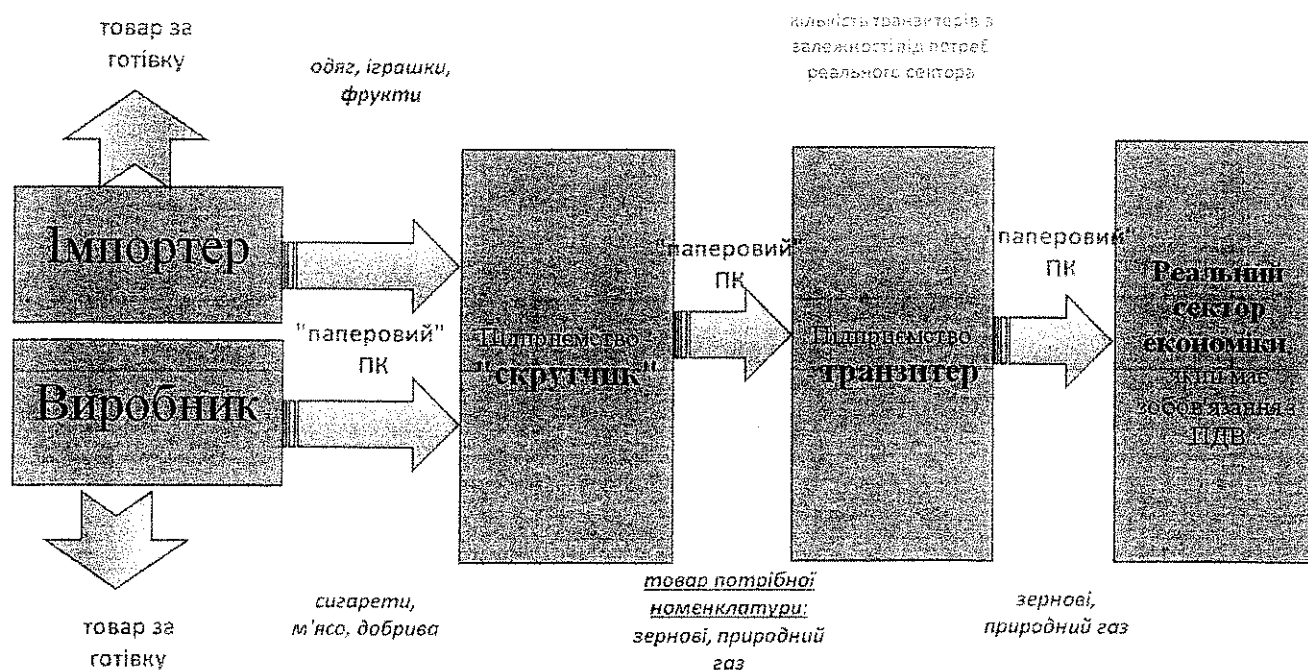 товар за
готівку
одяг, іграшки,
фрукти
кількість транзитерів в
залежності від потреб
реального сектора
Імпортер
"паперовий"
ПК
Виробник
Підприємство -
"скрутчик"
"паперовий"
ПК
Підприємство -
транзітер
"паперовий"
ПК
Реальний
сектор
економіки,
який має
зобов'язання з
ПДВ
товар за
готівку
сигарети,
м'ясо, добрива
товар потрібної
номенклатури:
зернові, природний
газ
зернові,
природний газ